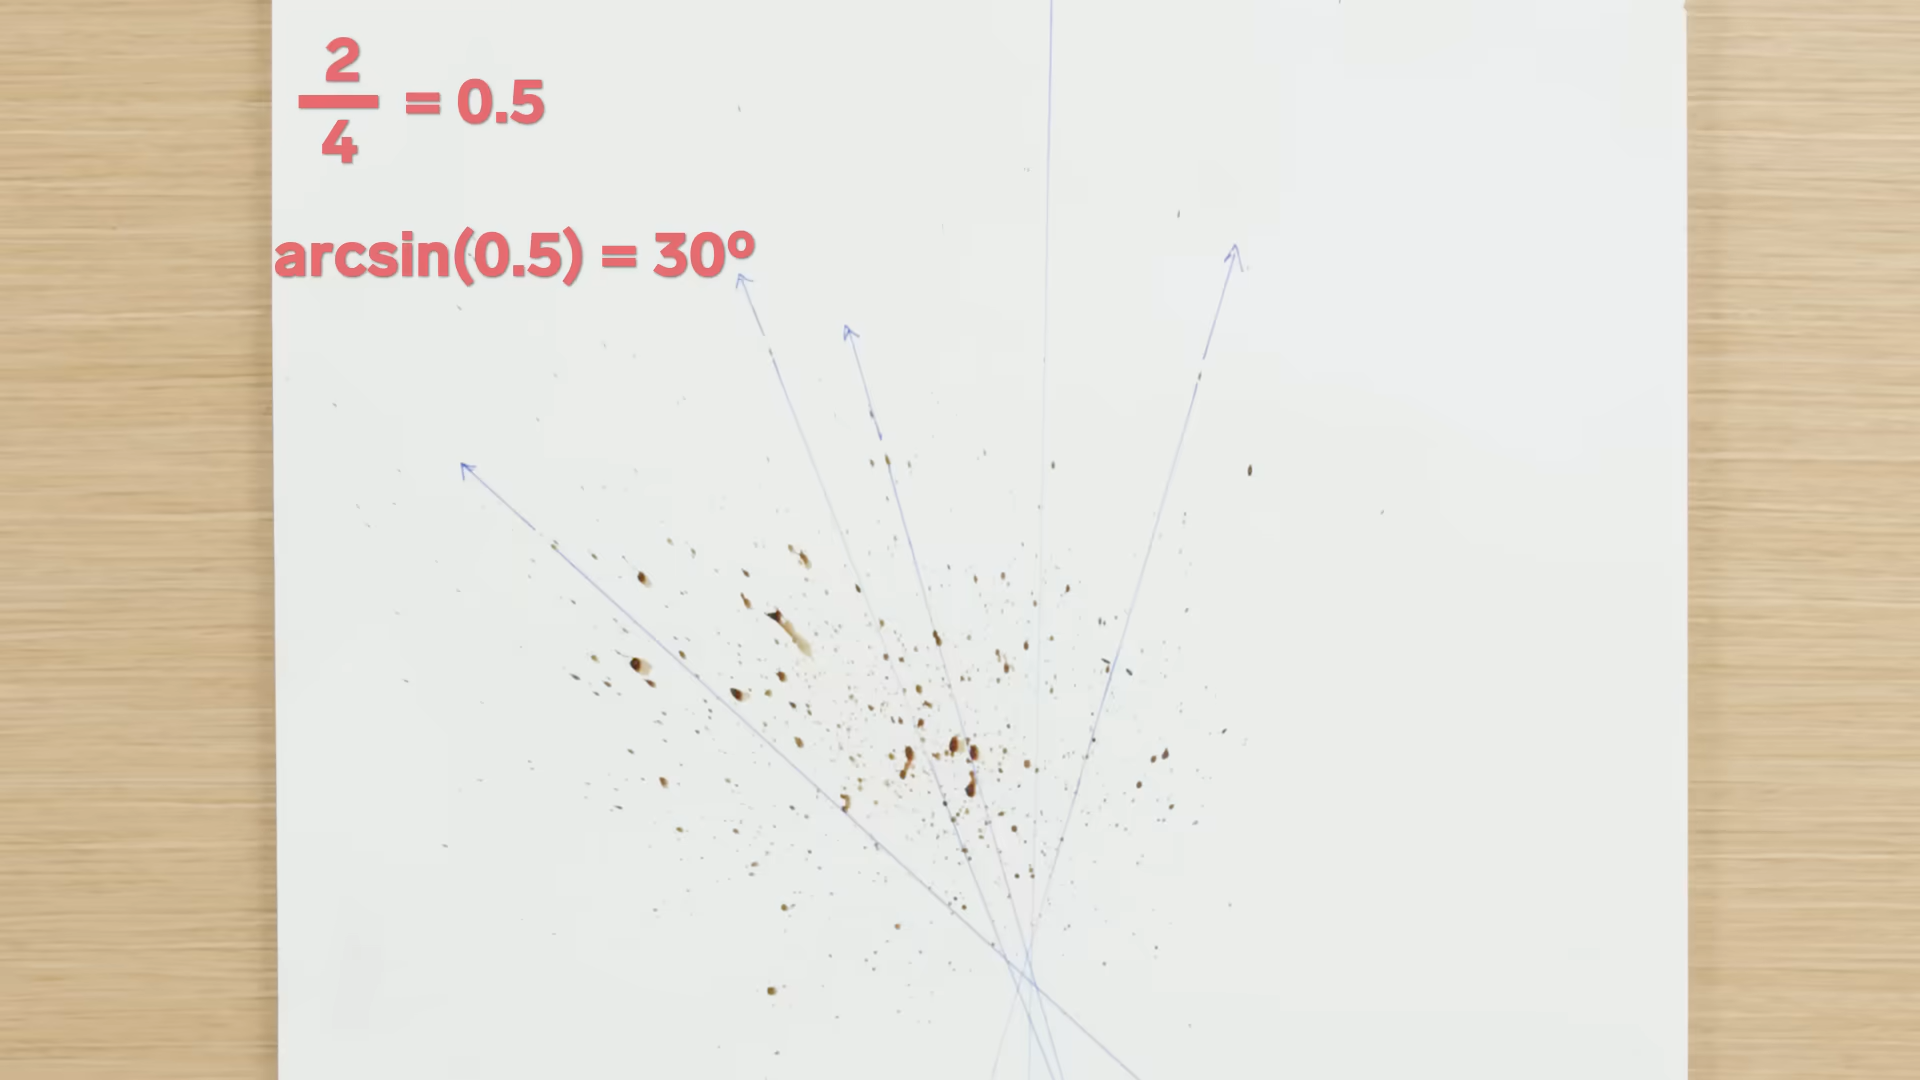 2
4
= 0.5
arcsin(0.5) = 30º